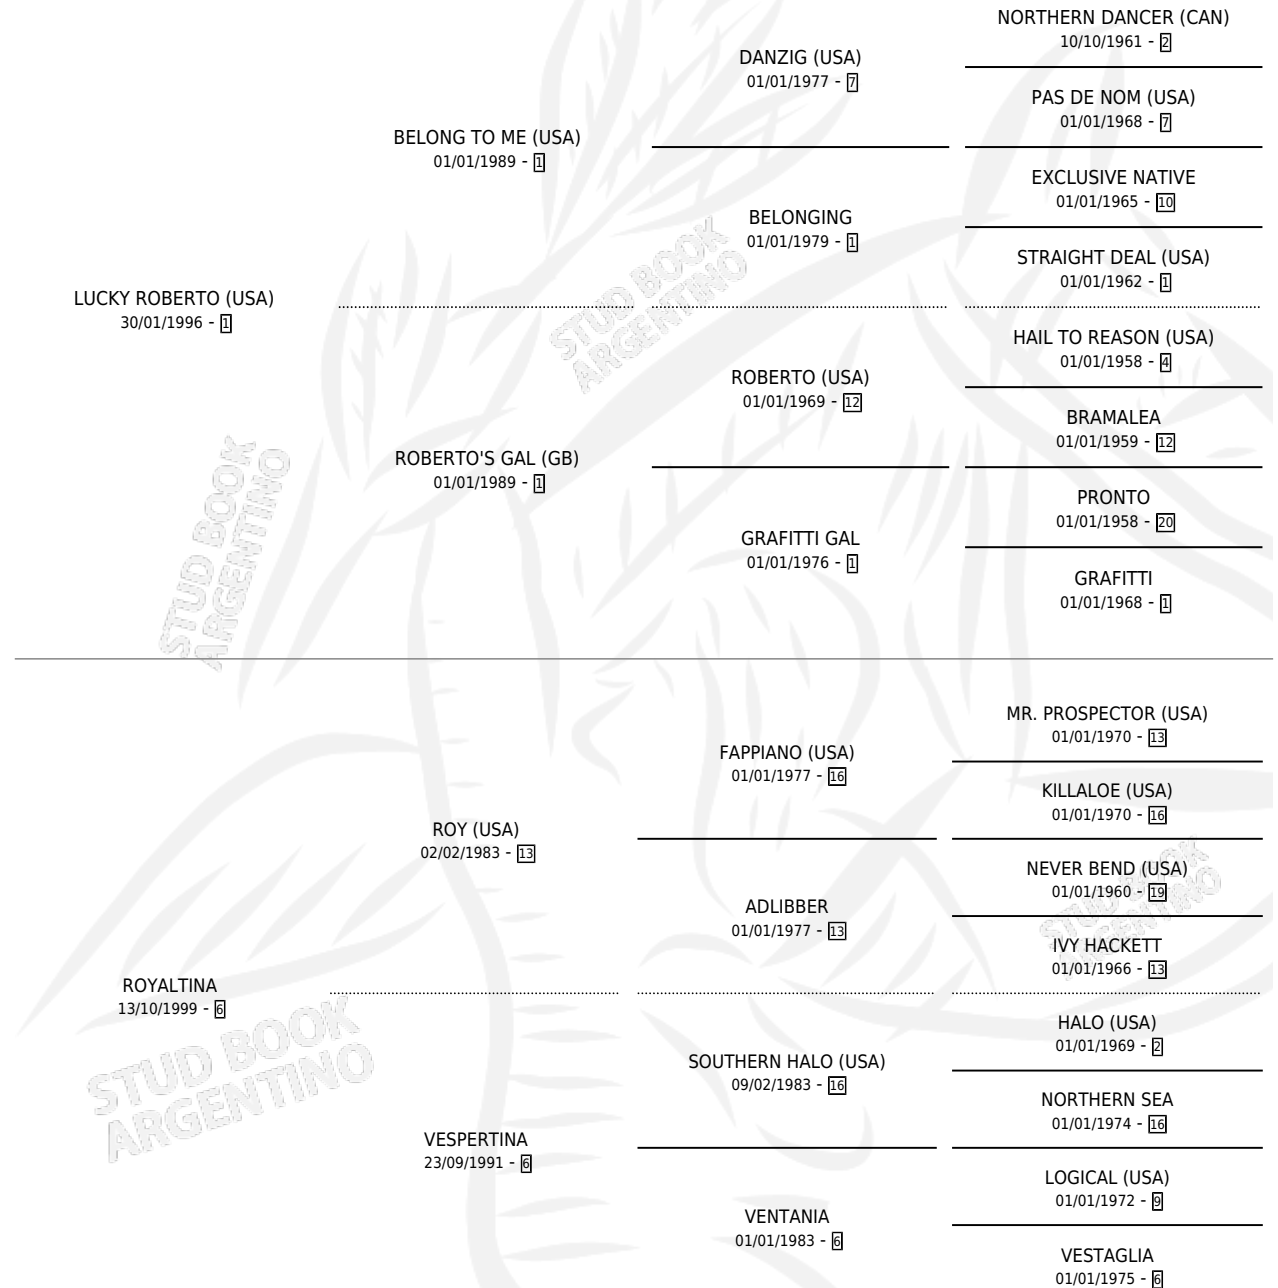 NORTHERN DANCER (CAN)
10/10/1961 - 2
DANZIG (USA)
01/01/1977 - 7
PAS DE NOM (USA)
01/01/1968 - 7
BELONG TO ME (USA)
01/01/1989 - 1
EXCLUSIVE NATIVE
01/01/1965 - 10
BELONGING
01/01/1979 - 1
STRAIGHT DEAL (USA)
01/01/1962 - 1
LUCKY ROBERTO (USA)
30/01/1996 - 1
HAIL TO REASON (USA)
01/01/1958 - 4
ROBERTO (USA)
01/01/1969 - 12
BRAMALEA
01/01/1959 - 12
ROBERTO'S GAL (GB)
01/01/1989 - 1
PRONTO
01/01/1958 - 20
GRAFITTI GAL
01/01/1976 - 1
GRAFITTI
01/01/1968 - 1
STUD BOOK
ARGENTINO
STUD BOOK
ARGENTINO
MR. PROSPECTOR (USA)
01/01/1970 - 13
FAPPIANO (USA)
01/01/1977 - 16
KILLALOE (USA)
01/01/1970 - 16
ROY (USA)
02/02/1983 - 13
NEVER BEND (USA)
01/01/1960 - 19
ADLIBBER
01/01/1977 - 13
IVY HACKETT
01/01/1966 - 13
ROYALTINA
13/10/1999 - 6
HALO (USA)
01/01/1969 - 2
SOUTHERN HALO (USA)
09/02/1983 - 16
NORTHERN SEA
01/01/1974 - 16
VESPERTINA
23/09/1991 - 6
LOGICAL (USA)
01/01/1972 - 9
VENTANIA
01/01/1983 - 6
VESTAGLIA
01/01/1975 - 6
STUD BOOK
ARGENTINO
STUD BOOK
ARGENTINO